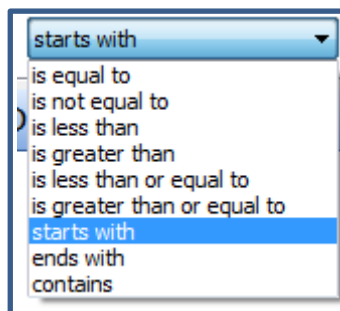 starts with
is equal to
is not equal to
is less than
is greater than
is less than or equal to
is greater than or equal to
starts with
ends with
contains